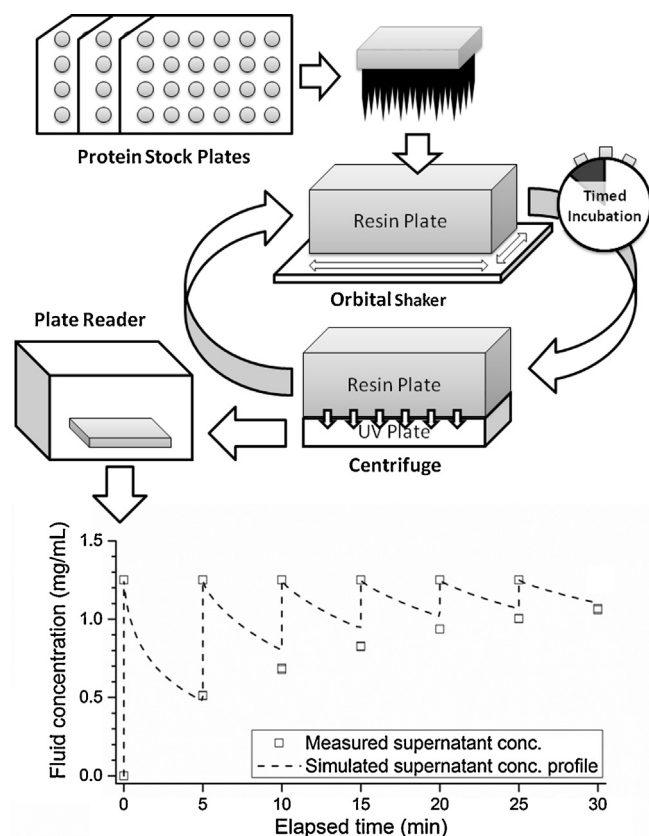 Protein Stock Plates
Resin Plate
Timed
Incubation
Orbital Shaker
Plate Reader
Resin Plate
UV Plate
Centrifuge
Fluid concentration (mg/mL)
1.5
1.0
0.5
0.0
Measured supernatant conc.
Simulated supernatant conc. profile
0 5 10 15 20 25 30
Elapsed time (min)